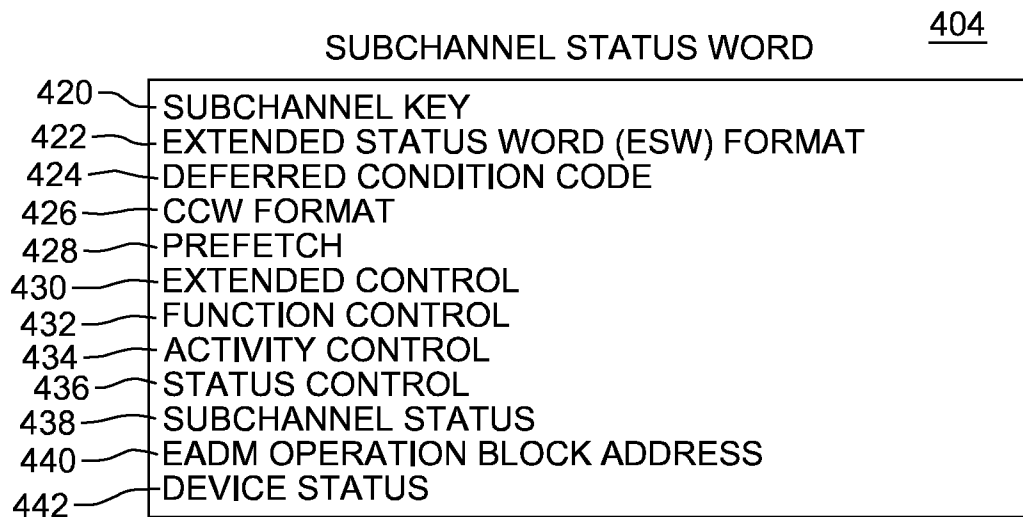 404
SUBCHANNEL STATUS WORD
420 SUBCHANNEL KEY
422 EXTENDED STATUS WORD (ESW) FORMAT
424 DEFERRED CONDITION CODE
426 CCW FORMAT
428 PREFETCH
430 EXTENDED CONTROL
432 FUNCTION CONTROL
434 ACTIVITY CONTROL
436 STATUS CONTROL
438 SUBCHANNEL STATUS
440 EADM OPERATION BLOCK ADDRESS
442 DEVICE STATUS